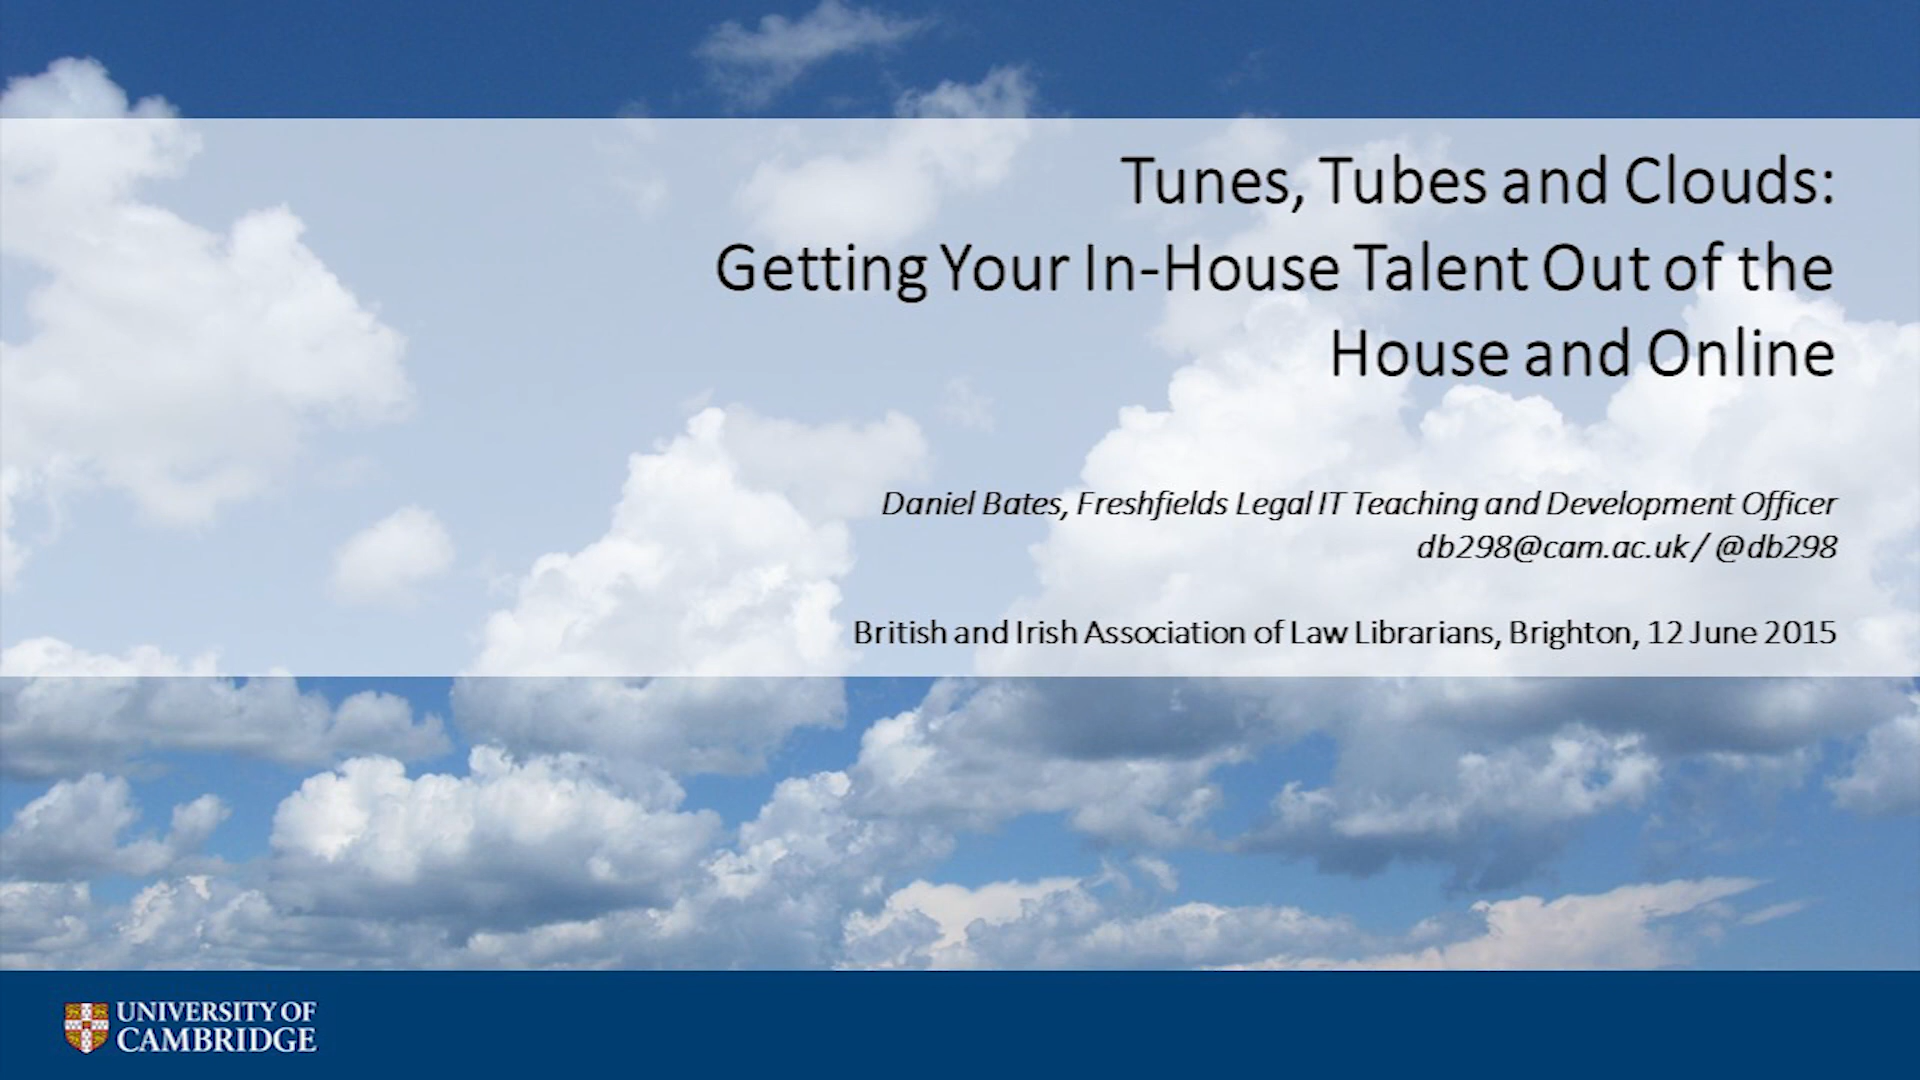 Tunes, Tubes and Clouds:
Getting Your In-House Talent Out of the
House and Online
Daniel Bates, Freshfields Legal IT Teaching and Development Officer
db298@cam.ac.uk / @db298
British and Irish Association of Law Librarians, Brighton, 12 June 2015
UNIVERSITY OF
CAMBRIDGE